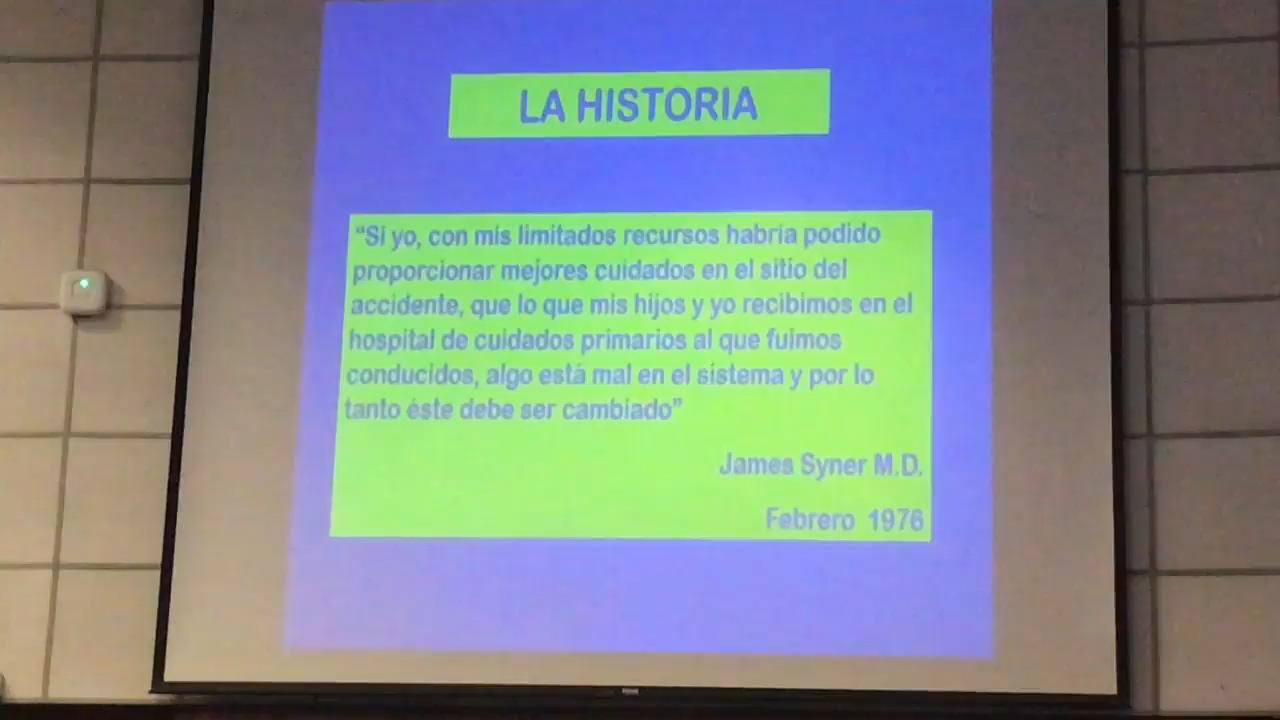 LA HISTORIA
“Si yo, con mis limitados recursos habría podido
proporcionar mejores cuidados en el sitio del
accidente, que lo que mis hijos y yo recibimos en el
hospital de cuidados primarios al que fuimos
conducidos, algo está mal en el sistema y por lo
tanto éste debe ser cambiado”
James Syner M.D.
Febrero 1976